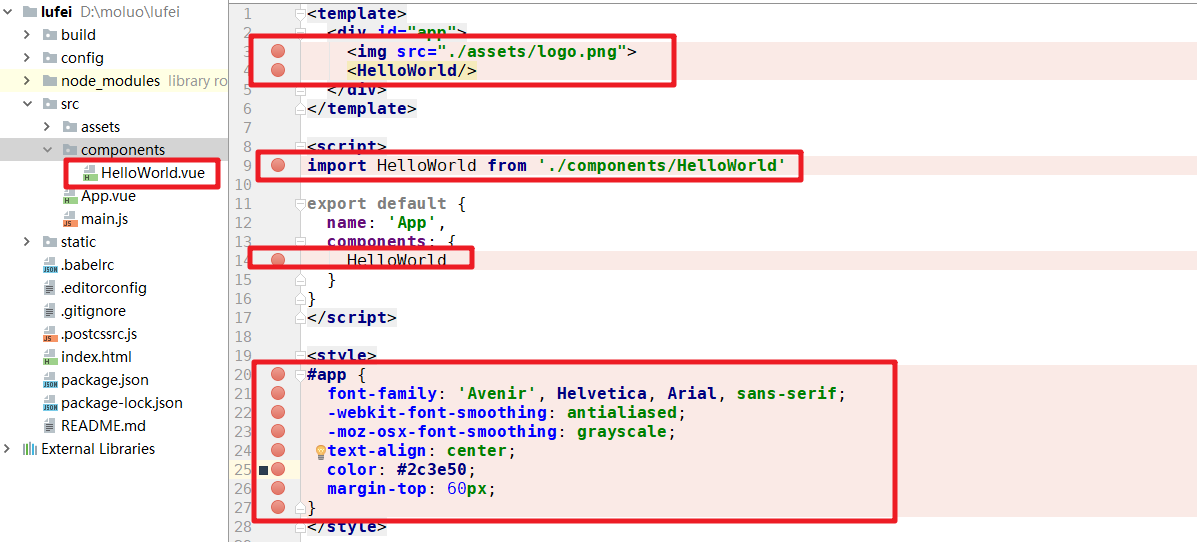 lufei D:\moluo\lufei
build
config
node_modules library ro
src
assets
components
HelloWorld.vue
App.vue
main.js
static
.babelrc
.editorconfig
.gitignore
.postcssrc.js
index.html
package.json
package-lock.json
README.md
External Libraries
1 <template>
2 <div id="app">
3 <img src="./assets/logo.png">
4 <HelloWorld/>
5 </div>
6 </template>
7
8 <script>
9 import HelloWorld from './components/HelloWorld'
10
11 export default {
12 name: 'App',
13 components: {
14 HelloWorld
15 }
16 }
17 </script>
18
19 <style>
20 #app {
21 font-family: 'Avenir', Helvetica, Arial, sans-serif;
22 -webkit-font-smoothing: antialiased;
23 -moz-osx-font-smoothing: grayscale;
24 text-align: center;
25 color: #2c3e50;
26 margin-top: 60px;
27 }
28 </style>